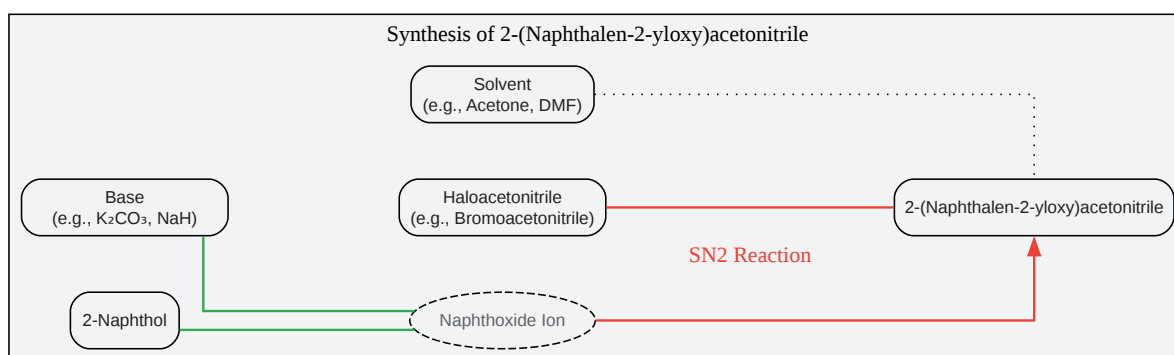 Synthesis of 2-(Naphthalen-2-yloxy)acetonitrile
Solvent
(e.g., Acetone, DMF)
Base
(e.g., K₂CO₃, NaH)
Haloacetonitrile
(e.g., Bromoacetonitrile)
2-(Naphthalen-2-yloxy)acetonitrile
SN2 Reaction
2-Naphthol
Naphthoxide Ion